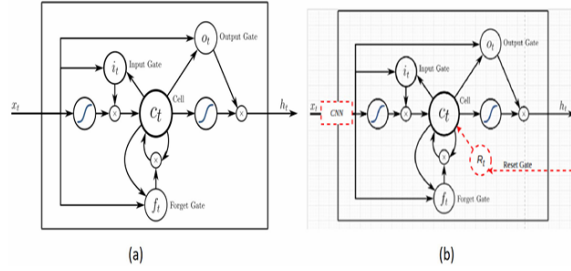 o_t Output Gate
i_t Input Gate
x_t Cell h_t
× c_t ×
×
f_t Forget Gate
(a)
o_t Output Gate
i_t Input Gate
x_t CNN Cell h_t
× c_t ×
× R_t Reset Gate
f_t Forget Gate
(b)